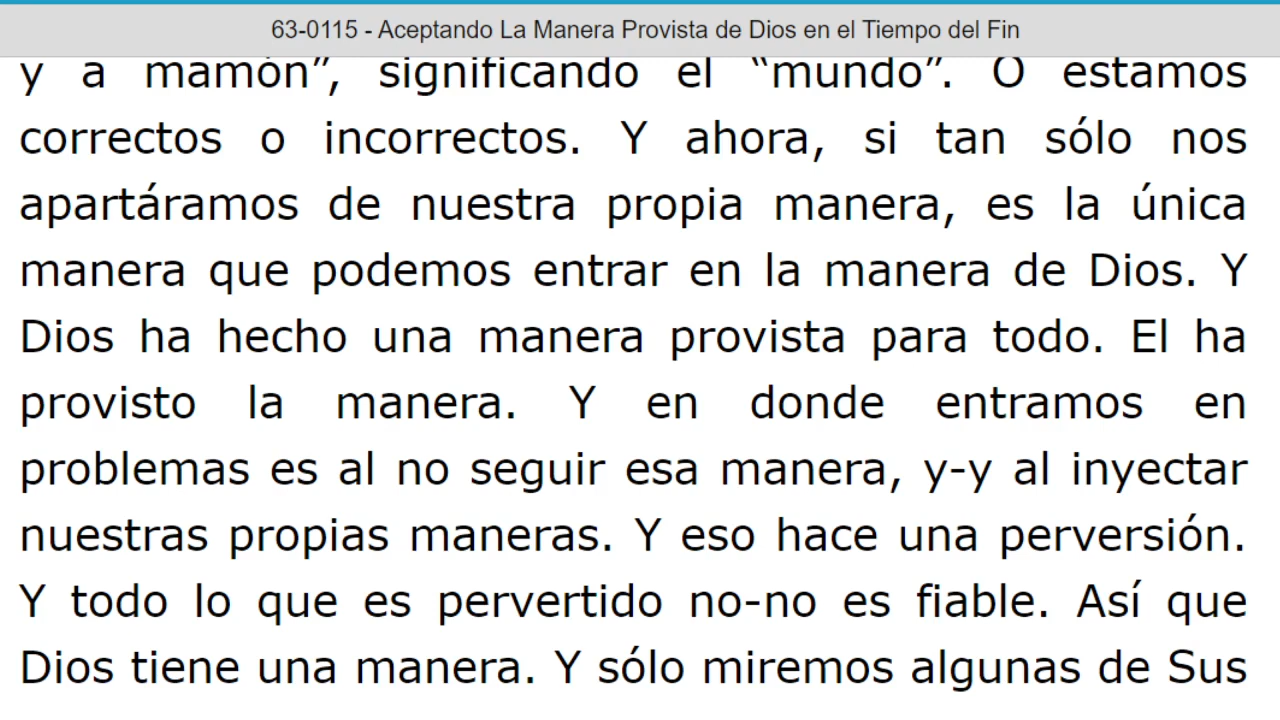 63-0115 - Aceptando La Manera Provista de Dios en el Tiempo del Fin
y a mamón”, significando el “mundo”. O estamos
correctos o incorrectos. Y ahora, si tan sólo nos
apartáramos de nuestra propia manera, es la única
manera que podemos entrar en la manera de Dios. Y
Dios ha hecho una manera provista para todo. El ha
provisto la manera. Y en donde entramos en
problemas es al no seguir esa manera, y-y al inyectar
nuestras propias maneras. Y eso hace una perversión.
Y todo lo que es pervertido no-no es fiable. Así que
Dios tiene una manera. Y sólo miremos algunas de Sus